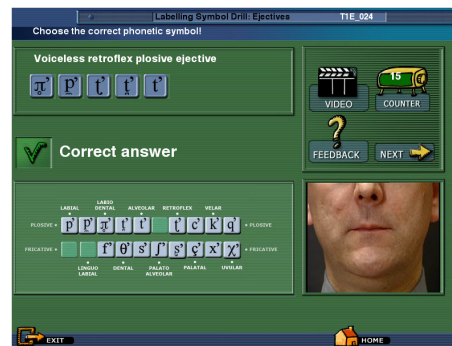 Labelling Symbol Drill: Ejectives T1E_024
Choose the correct phonetic symbol!
Voiceless retroflex plosive ejective
π̪’ p̪’ ʈ’ t̪’ t’
Correct answer
VIDEO
15
COUNTER
FEEDBACK
NEXT
LABIAL LABIO DENTAL ALVEOLAR RETROFLEX VELAR
PLOSIVE p’ t’ ʈ’ c’ k’ q’ PLOSIVE
FRICATIVE f’ θ’ s’ ʃ’ ʂ’ x’ χ’ FRICATIVE
LINGUO LABIAL DENTAL PALATO ALVEOLAR PALATAL UVULAR
EXIT
HOME